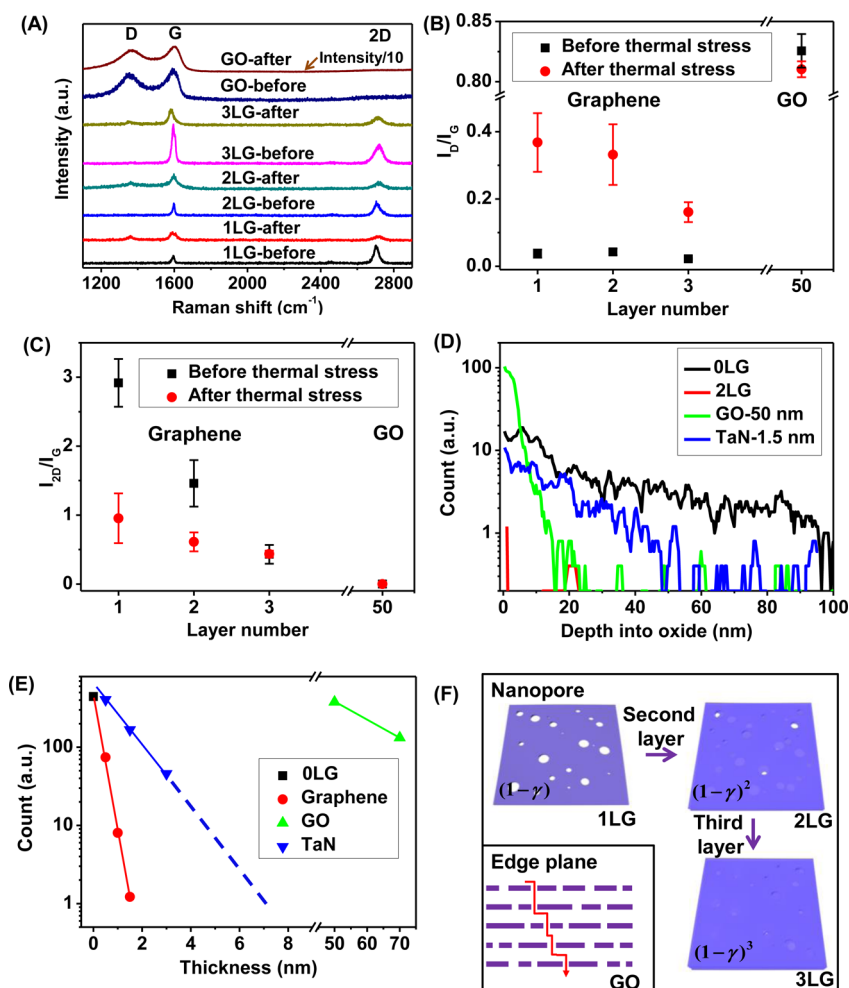 (A)
D G 2D
GO-after Intensity/10
GO-before
3LG-after
3LG-before
2LG-after
2LG-before
1LG-after
1LG-before
Intensity (a.u.)
1200 1600 2000 2400 2800
Raman shift (cm⁻¹)
(B)
Before thermal stress
After thermal stress
Graphene GO
I_D/I_G
0.85
0.80
0.4
0.2
0.0
1 2 3 50
Layer number
(C)
Before thermal stress
After thermal stress
Graphene GO
I_2D/I_G
3
2
1
0
1 2 3 50
Layer number
(D)
0LG
2LG
GO-50 nm
TaN-1.5 nm
Count (a.u.)
100
10
1
0 20 40 60 80 100
Depth into oxide (nm)
(E)
0LG
Graphene
GO
TaN
Count (a.u.)
100
10
1
0 2 4 6 8 50 70
Thickness (nm)
(F)
Nanopore
Second
layer
(1−γ)
1LG
(1−γ)²
2LG
Third
layer
(1−γ)³
3LG
Edge plane
GO